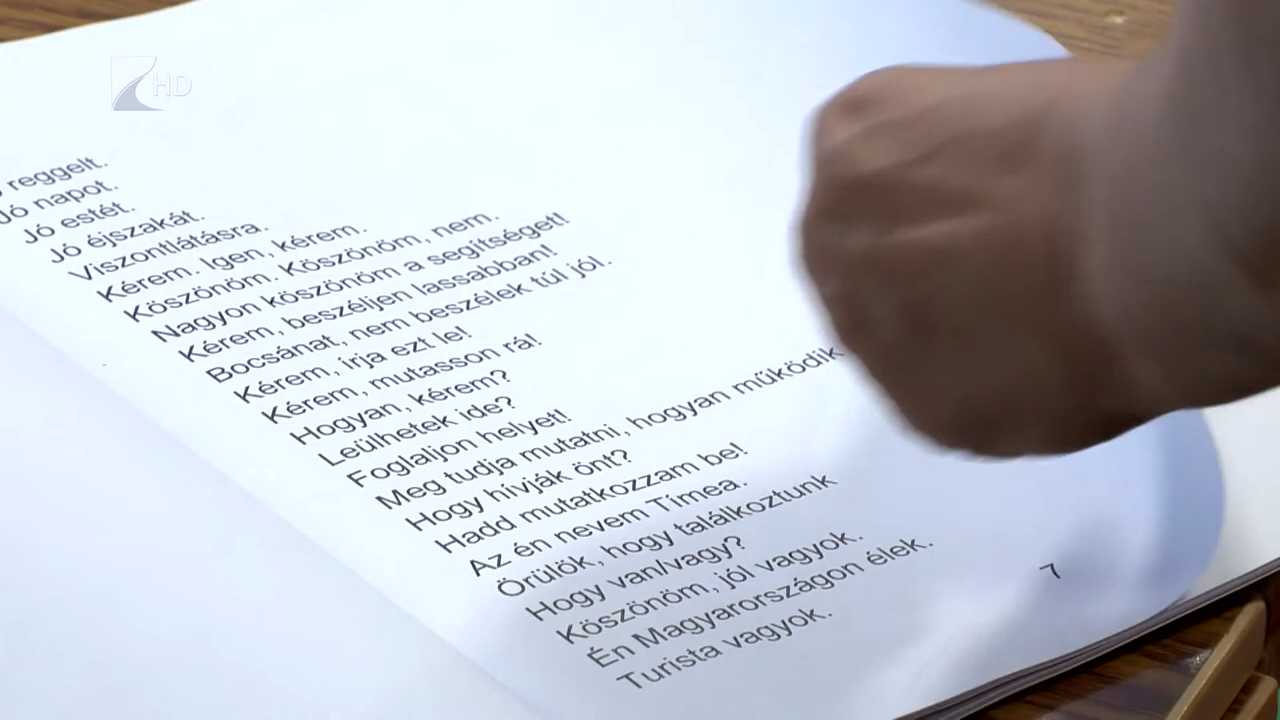 HD
reggelt.
Jó napot.
Jó estét.
Jó éjszakát.
Viszontlátásra.
Kérem. Igen, kérem.
Köszönöm. Köszönöm, nem.
Nagyon köszönöm a segítséget!
Kérem, beszéljen lassabban!
Bocsánat, nem beszélek túl jól.
Kérem, írja ezt le!
Kérem, mutasson rá!
Hogyan, kérem?
Leülhetek ide?
Foglaljon helyet!
Meg tudja mutatni, hogyan működik
Hogy hívják önt?
Hadd mutatkozzam be!
Az én nevem Tímea.
Örülök, hogy találkoztunk
Hogy van/vagy?
Köszönöm, jól vagyok.
Én Magyarországon élek.
Turista vagyok.
7